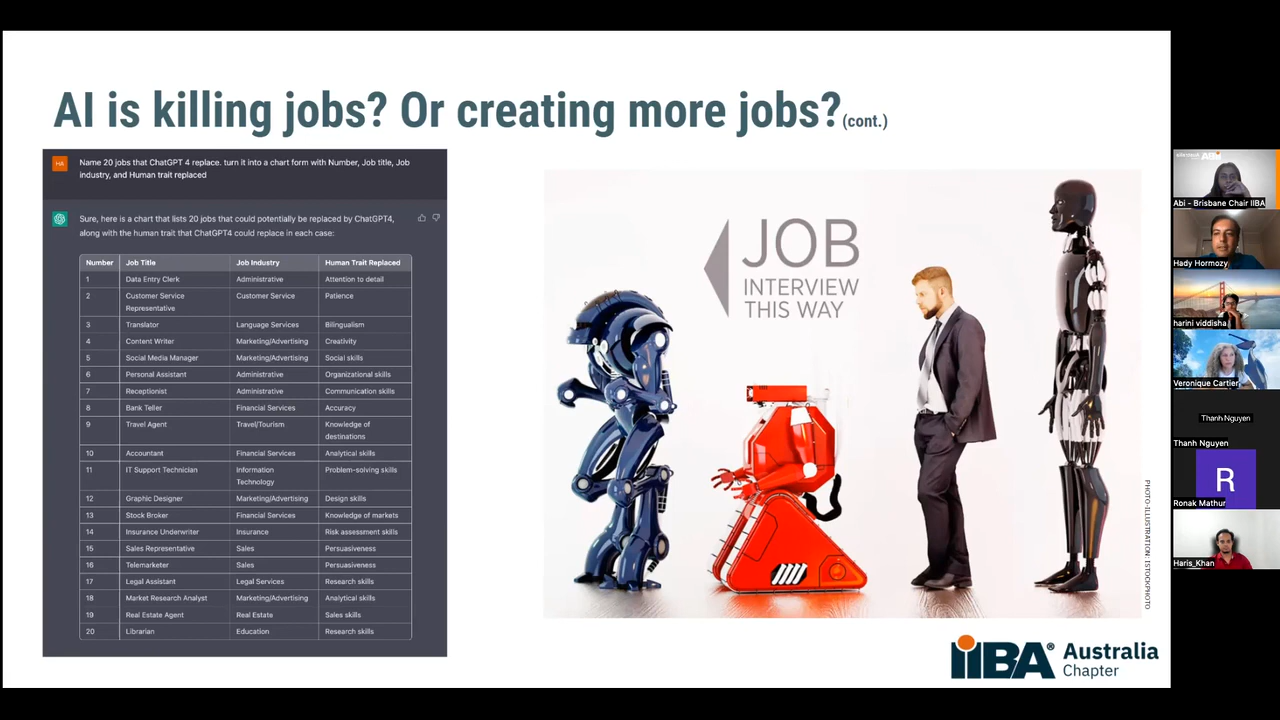 AI is killing jobs? Or creating more jobs?(cont.)
HA
Name 20 jobs that ChatGPT 4 replace. turn it into a chart form with Number, Job title, Job
industry, and Human trait replaced
Sure, here is a chart that lists 20 jobs that could potentially be replaced by ChatGPT4,
along with the human trait that ChatGPT4 could replace in each case:
Number Job Title Job Industry Human Trait Replaced
1 Data Entry Clerk Administrative Attention to detail
2 Customer Service Customer Service Patience
Representative
3 Translator Language Services Bilingualism
4 Content Writer Marketing/Advertising Creativity
5 Social Media Manager Marketing/Advertising Social skills
6 Personal Assistant Administrative Organizational skills
7 Receptionist Administrative Communication skills
8 Bank Teller Financial Services Accuracy
9 Travel Agent Travel/Tourism Knowledge of
destinations
10 Accountant Financial Services Analytical skills
11 IT Support Technician Information Problem-solving skills
Technology
12 Graphic Designer Marketing/Advertising Design skills
13 Stock Broker Financial Services Knowledge of markets
14 Insurance Underwriter Insurance Risk assessment skills
15 Sales Representative Sales Persuasiveness
16 Telemarketer Sales Persuasiveness
17 Legal Assistant Legal Services Research skills
18 Market Research Analyst Marketing/Advertising Analytical skills
19 Real Estate Agent Real Estate Sales skills
20 Librarian Education Research skills
JOB
INTERVIEW
THIS WAY
PHOTO-ILLUSTRATION: ISTOCKPHOTO
IIBA® Australia
Chapter
Abi - Brisbane Chair IIBA
Hady Hormozy
harini viddisha
Veronique Cartier
Thanh Nguyen
Thanh Nguyen
R
Ronak Mathur
Haris_Khan